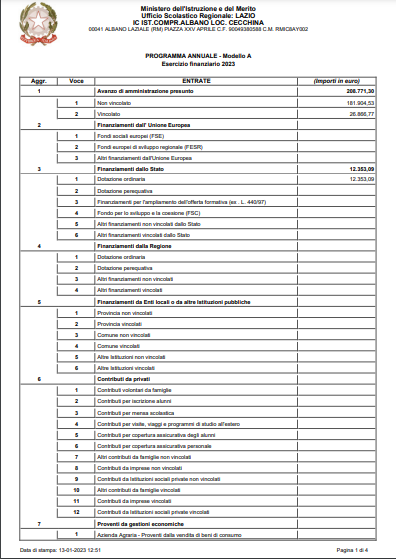 Ministero dell'Istruzione e del Merito
Ufficio Scolastico Regionale: LAZIO
IC IST.COMPR.ALBANO LOC. CECCHINA
00041 ALBANO LAZIALE (RM) PIAZZA XXV APRILE C.F. 90049380588 C.M. RMIC8AY002
PROGRAMMA ANNUALE - Modello A
Esercizio finanziario 2023
Aggr. Voce ENTRATE (Importi in euro)
1 Avanzo di amministrazione presunto 208.771,30
1 Non vincolato 181.904,53
2 Vincolato 26.866,77
2 Finanziamenti dall' Unione Europea
1 Fondi sociali europei (FSE)
2 Fondi europei di sviluppo regionale (FESR)
3 Altri finanziamenti dall'Unione Europea
3 Finanziamenti dallo Stato 12.353,09
1 Dotazione ordinaria 12.353,09
2 Dotazione perequativa
3 Finanziamenti per l'ampliamento dell'offerta formativa (ex . L. 440/97)
4 Fondo per lo sviluppo e la coesione (FSC)
5 Altri finanziamenti non vincolati dallo Stato
6 Altri finanziamenti vincolati dallo Stato
4 Finanziamenti dalla Regione
1 Dotazione ordinaria
2 Dotazione perequativa
3 Altri finanziamenti non vincolati
4 Altri finanziamenti vincolati
5 Finanziamenti da Enti locali o da altre Istituzioni pubbliche
1 Provincia non vincolati
2 Provincia vincolati
3 Comune non vincolati
4 Comune vincolati
5 Altre Istituzioni non vincolati
6 Altre Istituzioni vincolati
6 Contributi da privati
1 Contributi volontari da famiglie
2 Contributi per iscrizione alunni
3 Contributi per mensa scolastica
4 Contributi per visite, viaggi e programmi di studio all'estero
5 Contributi per copertura assicurativa degli alunni
6 Contributi per copertura assicurativa personale
7 Altri contributi da famiglie non vincolati
8 Contributi da imprese non vincolati
9 Contributi da Istituzioni sociali private non vincolati
10 Altri contributi da famiglie vincolati
11 Contributi da imprese vincolati
12 Contributi da Istituzioni sociali private vincolati
7 Proventi da gestioni economiche
1 Azienda Agraria - Proventi dalla vendita di beni di consumo
Data di stampa: 13-01-2023 12:51 Pagina 1 di 4